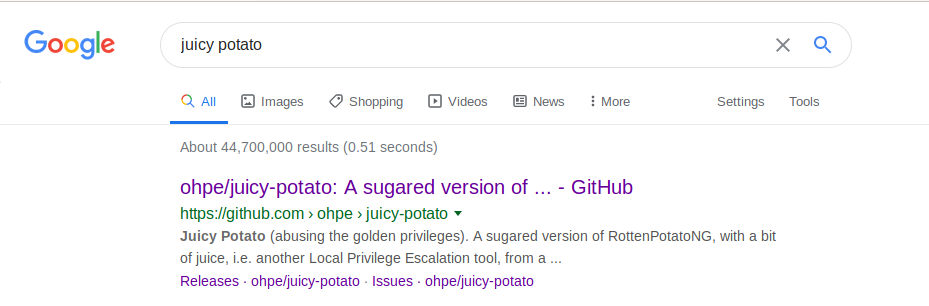 Google
juicy potato
All Images Shopping Videos News More Settings Tools
About 44,700,000 results (0.51 seconds)
ohpe/juicy-potato: A sugared version of ... - GitHub
https://github.com › ohpe › juicy-potato
Juicy Potato (abusing the golden privileges). A sugared version of RottenPotatoNG, with a bit
of juice, i.e. another Local Privilege Escalation tool, from a ...
Releases · ohpe/juicy-potato · Issues · ohpe/juicy-potato